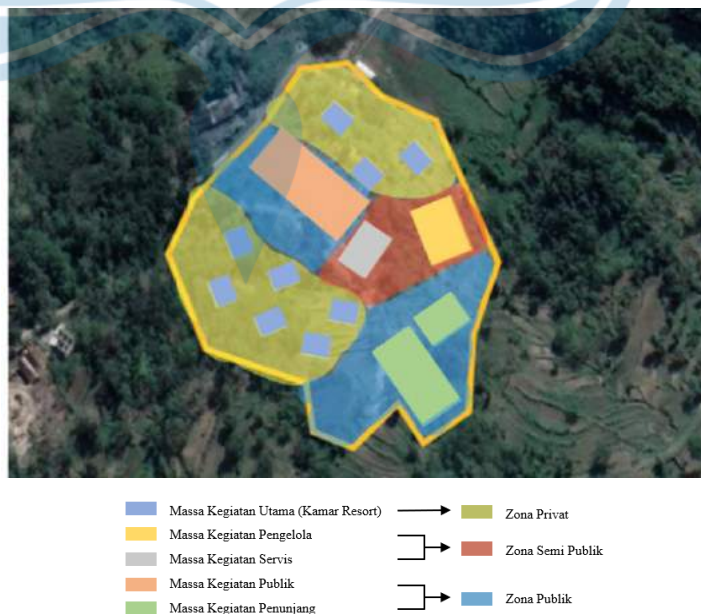 Massa Kegiatan Utama (Kamar Resort)
Zona Privat
Massa Kegiatan Pengelola
Massa Kegiatan Servis
Zona Semi Publik
Massa Kegiatan Publik
Massa Kegiatan Penunjang
Zona Publik